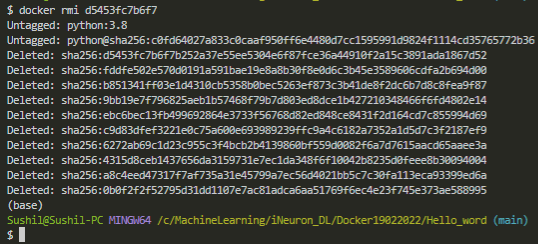 $ docker rmi d5453fc7b6f7
Untagged: python:3.8
Untagged: python@sha256:c0fd64027a833c0caaf950ff6e4480d7cc1595991d9824f1114cd35765772b36
Deleted: sha256:d5453fc7b6f7b252a37e55ee5304e6f87fce36a44910f2a15c3891ada1867d52
Deleted: sha256:fddfe502e570d0191a591bae19e8a8b30f8e0d6c3b45e3589606cdfa2b694d00
Deleted: sha256:b851341ff03e1d4310cb5358b0bec5263ef873c3b41de8f2dc6b7d8c8fea9f87
Deleted: sha256:9bb19e7f796825aeb1b57468f79b7d803ed8dce1b427210348466f6fd4802e14
Deleted: sha256:ebc6bec13fb499692864e3733f56768d82ed848ce8431f2d164cd7c855994d69
Deleted: sha256:c9d83dfef3221e0c75a600e693989239ffc9a4c6182a7352a1d5d7c3f2187ef9
Deleted: sha256:6272ab69c1d23c955c3f4bcb2b4139860bf559d0082f6a7d7615aacd65aaee3a
Deleted: sha256:4315d8ceb1437656da3159731e7ec1da348f6f10042b8235d0feee8b30094004
Deleted: sha256:a8c4eed47317f7af735a31e45799a7ec56d4021bb5c7c30fa113eca93399ed6a
Deleted: sha256:0b0f2f2f52795d31dd1107e7ac81adca6aa51769f6ec4e23f745e373ae588995
(base)
Sushil@Sushil-PC MINGW64 /c/MachineLearning/iNeuron_DL/Docker19022022/Hello_word (main)
$